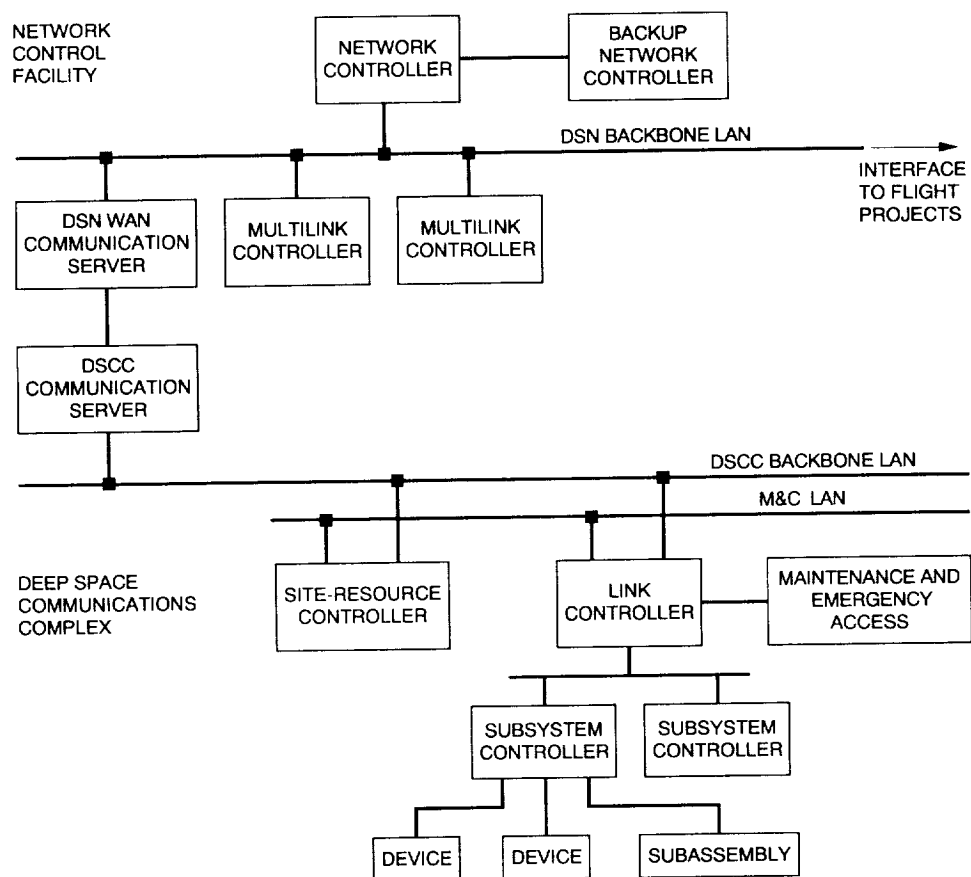 NETWORK
CONTROL
FACILITY
NETWORK
CONTROLLER
BACKUP
NETWORK
CONTROLLER
DSN BACKBONE LAN
INTERFACE
TO FLIGHT
PROJECTS
DSN WAN
COMMUNICATION
SERVER
MULTILINK
CONTROLLER
MULTILINK
CONTROLLER
DSCC
COMMUNICATION
SERVER
DSCC BACKBONE LAN
M&C LAN
DEEP SPACE
COMMUNICATIONS
COMPLEX
SITE-RESOURCE
CONTROLLER
LINK
CONTROLLER
MAINTENANCE AND
EMERGENCY
ACCESS
SUBSYSTEM
CONTROLLER
SUBSYSTEM
CONTROLLER
DEVICE
DEVICE
SUBASSEMBLY